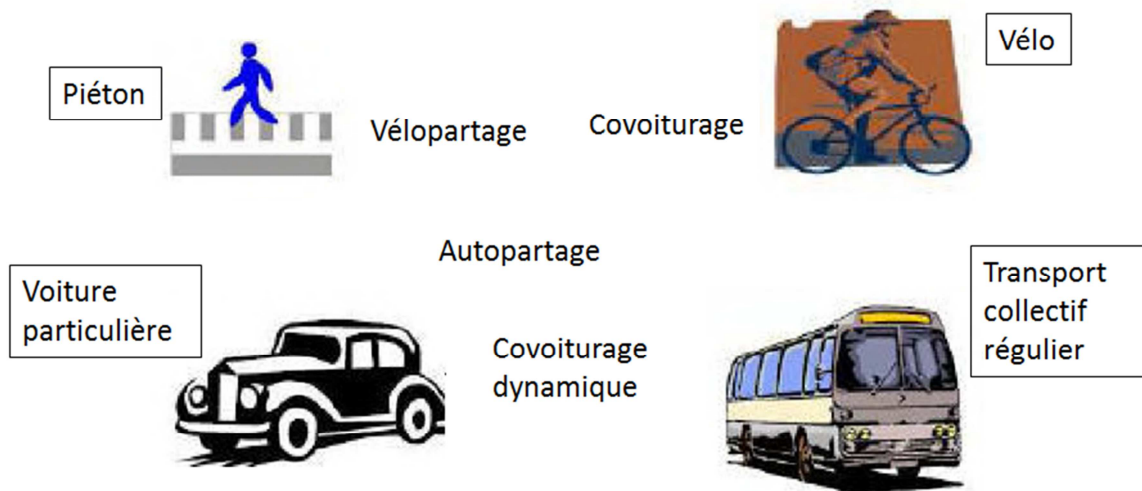 Vélo
Piéton
Vélopartage
Covoiturage
Autopartage
Voiture
particulière
Transport
collectif
régulier
Covoiturage
dynamique